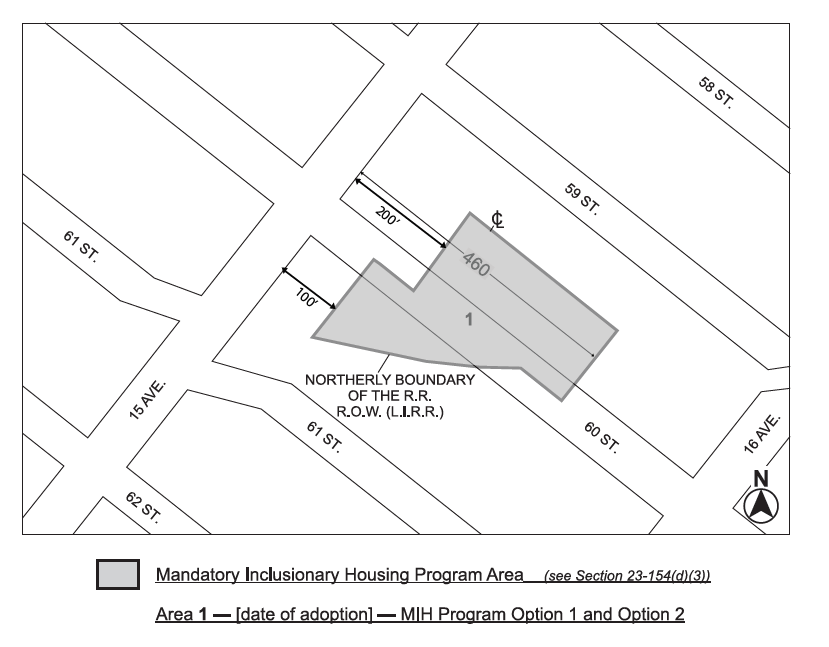 58 ST.
59 ST.
200'
℄
460
61 ST.
100'
1
NORTHERLY BOUNDARY
OF THE R.R.
R.O.W. (L.I.R.R.)
15 AVE.
61 ST.
60 ST.
16 AVE.
62 ST.
N
Mandatory Inclusionary Housing Program Area (see Section 23-154(d)(3))
Area 1 — [date of adoption] — MIH Program Option 1 and Option 2